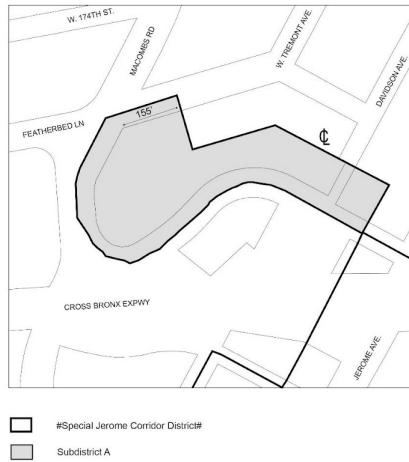 W. 174TH ST.
MACOMBS RD
W. TREMONT AVE.
DAVIDSON AVE.
155'
FEATHERBED LN
℄
CROSS BRONX EXPWY
JEROME AVE.
#Special Jerome Corridor District#
Subdistrict A